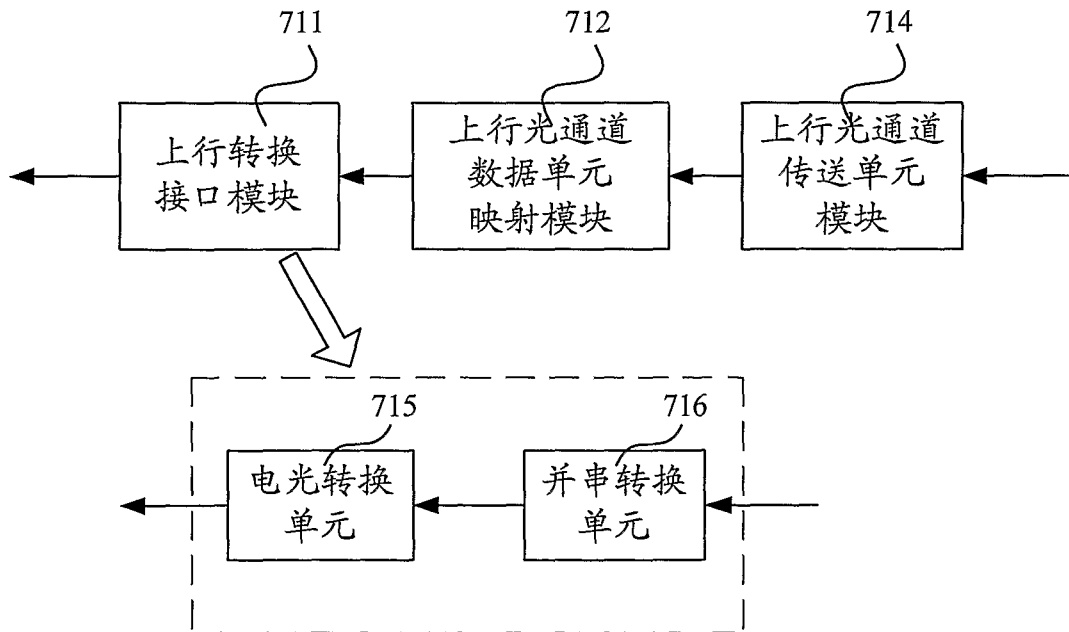 711
712
714
上行转换
接口模块
上行光通道
数据单元
映射模块
上行光通道
传送单元
模块
715
716
电光转换
单元
并串转换
单元